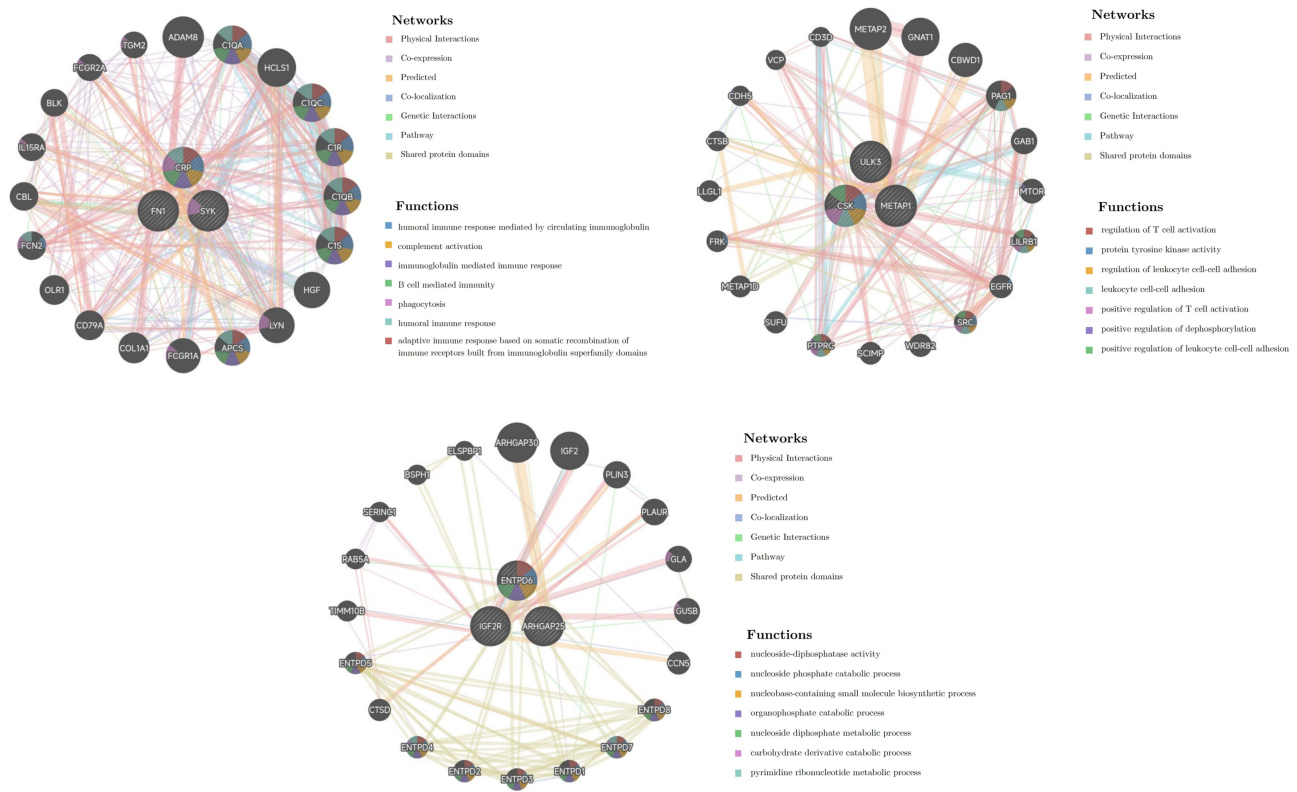 ADAM8
C1QA
HCLS1
C1QC
C1R
C1QB
C1S
HGF
LYN
APCS
FCGR1A
COL1A1
CD79A
OLR1
FCN2
CBL
IL15RA
BLK
FCGR2A
TGM2
CRP
FN1
SYK
Networks
Physical Interactions
Co-expression
Predicted
Co-localization
Genetic Interactions
Pathway
Shared protein domains
Functions
humoral immune response mediated by circulating immunoglobulin
complement activation
immunoglobulin mediated immune response
B cell mediated immunity
phagocytosis
humoral immune response
adaptive immune response based on somatic recombination of
immune receptors built from immunoglobulin superfamily domains
METAP2
GNAT1
CBWD1
PAG1
GAB1
MTOR
LILRB1
EGFR
SRC
WDR82
SCIMP
PTPRC
SUFU
METAP1D
FRK
LLGL1
CTSB
CDH5
VCP
CD3D
ULK3
CSK
METAP1
Networks
Physical Interactions
Co-expression
Predicted
Co-localization
Genetic Interactions
Pathway
Shared protein domains
Functions
regulation of T cell activation
protein tyrosine kinase activity
regulation of leukocyte cell-cell adhesion
leukocyte cell-cell adhesion
positive regulation of T cell activation
positive regulation of dephosphorylation
positive regulation of leukocyte cell-cell adhesion
ARHGAP30
IGF2
PLIN3
PLAUR
GLA
GUSB
CCN5
ENTPD8
ENTPD7
ENTPD1
ENTPD3
ENTPD2
ENTPD4
CTSD
ENTPD5
TIMM10B
RAB5A
SERINC1
BSPH1
ELSPBP1
ENTPD6
IGF2R
ARHGAP25
Networks
Physical Interactions
Co-expression
Predicted
Co-localization
Genetic Interactions
Pathway
Shared protein domains
Functions
nucleoside-diphosphatase activity
nucleoside phosphate catabolic process
nucleobase-containing small molecule biosynthetic process
organophosphate catabolic process
nucleoside diphosphate metabolic process
carbohydrate derivative catabolic process
pyrimidine ribonucleotide metabolic process